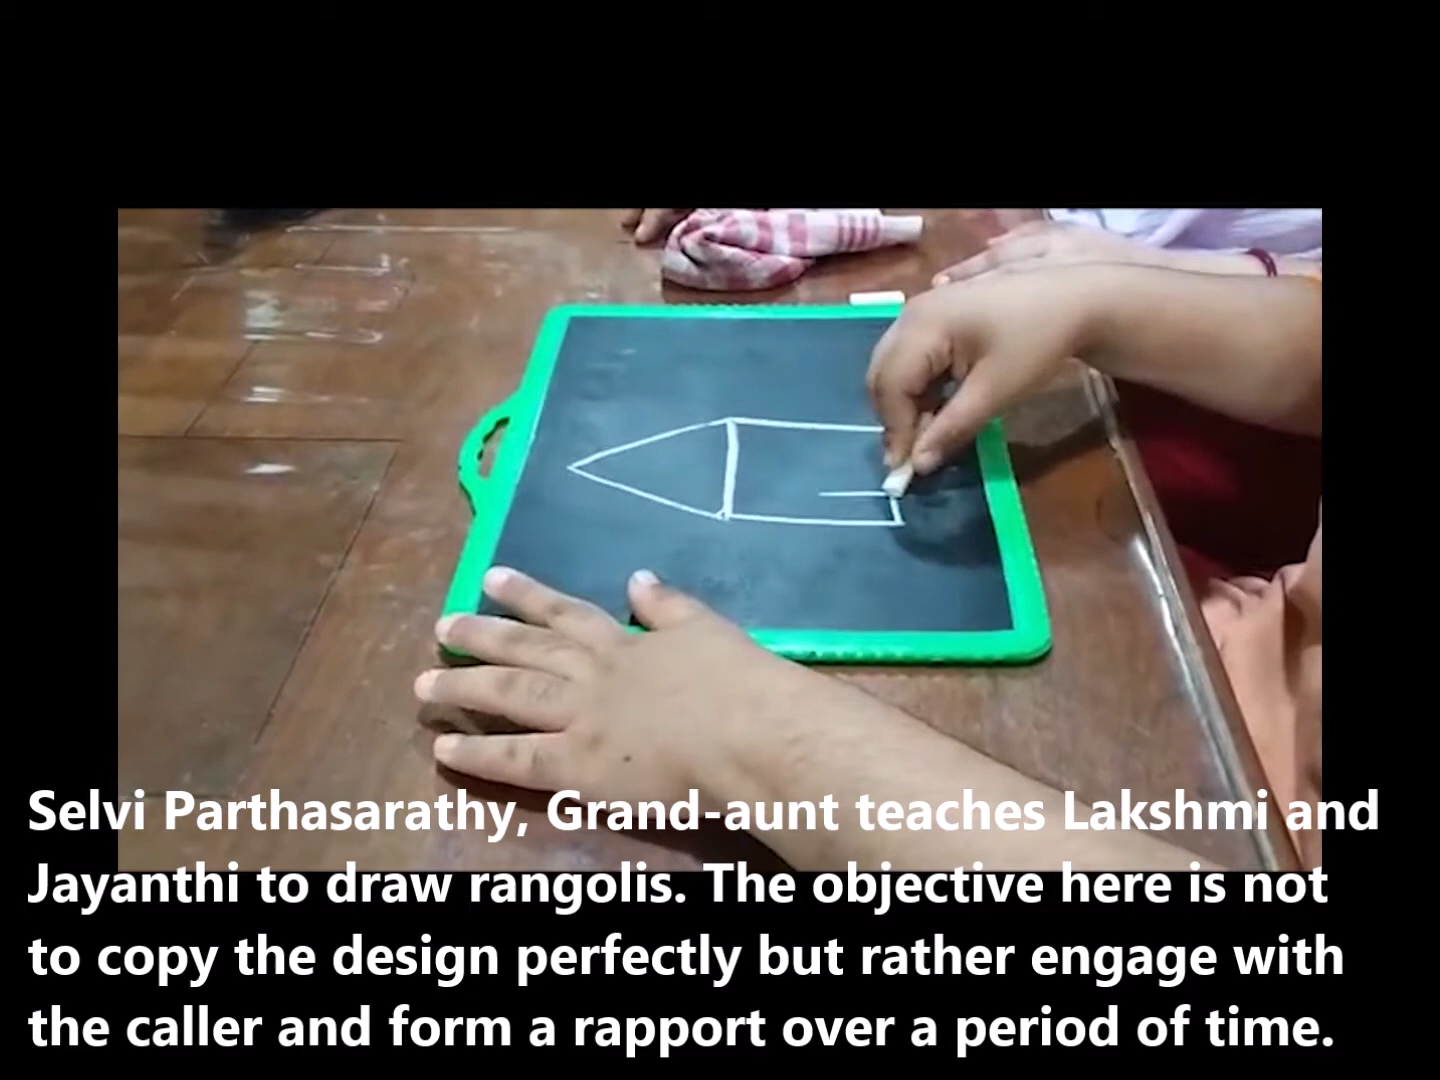 Selvi Parthasarathy, Grand-aunt teaches Lakshmi and
Jayanthi to draw rangolis. The objective here is not
to copy the design perfectly but rather engage with
the caller and form a rapport over a period of time.